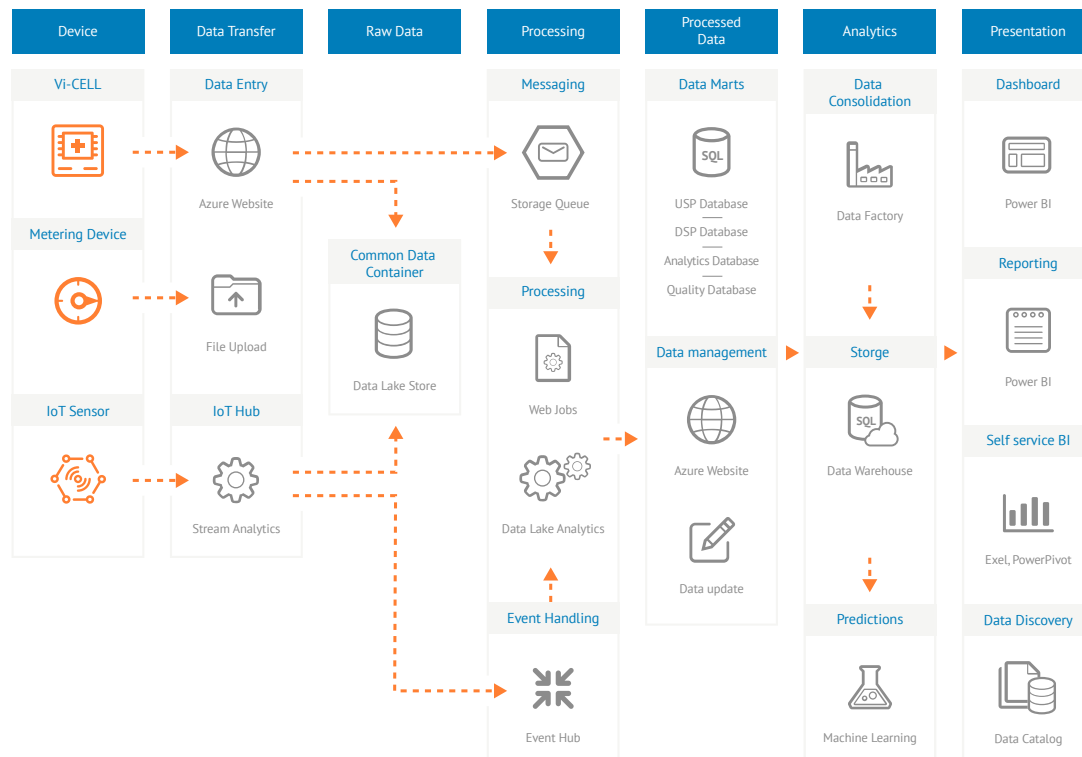 Device
Data Transfer
Raw Data
Processing
Processed
Data
Analytics
Presentation
Vi-CELL
Metering Device
IoT Sensor
Data Entry
Azure Website
File Upload
IoT Hub
Stream Analytics
Common Data
Container
Data Lake Store
Messaging
Storage Queue
Processing
Web Jobs
Data Lake Analytics
Event Handling
Event Hub
Data Marts
SQL
USP Database
DSP Database
Analytics Database
Quality Database
Data management
Azure Website
Data update
Data
Consolidation
Data Factory
Storge
SQL
Data Warehouse
Predictions
Machine Learning
Dashboard
Power BI
Reporting
Power BI
Self service BI
Exel, PowerPivot
Data Discovery
Data Catalog